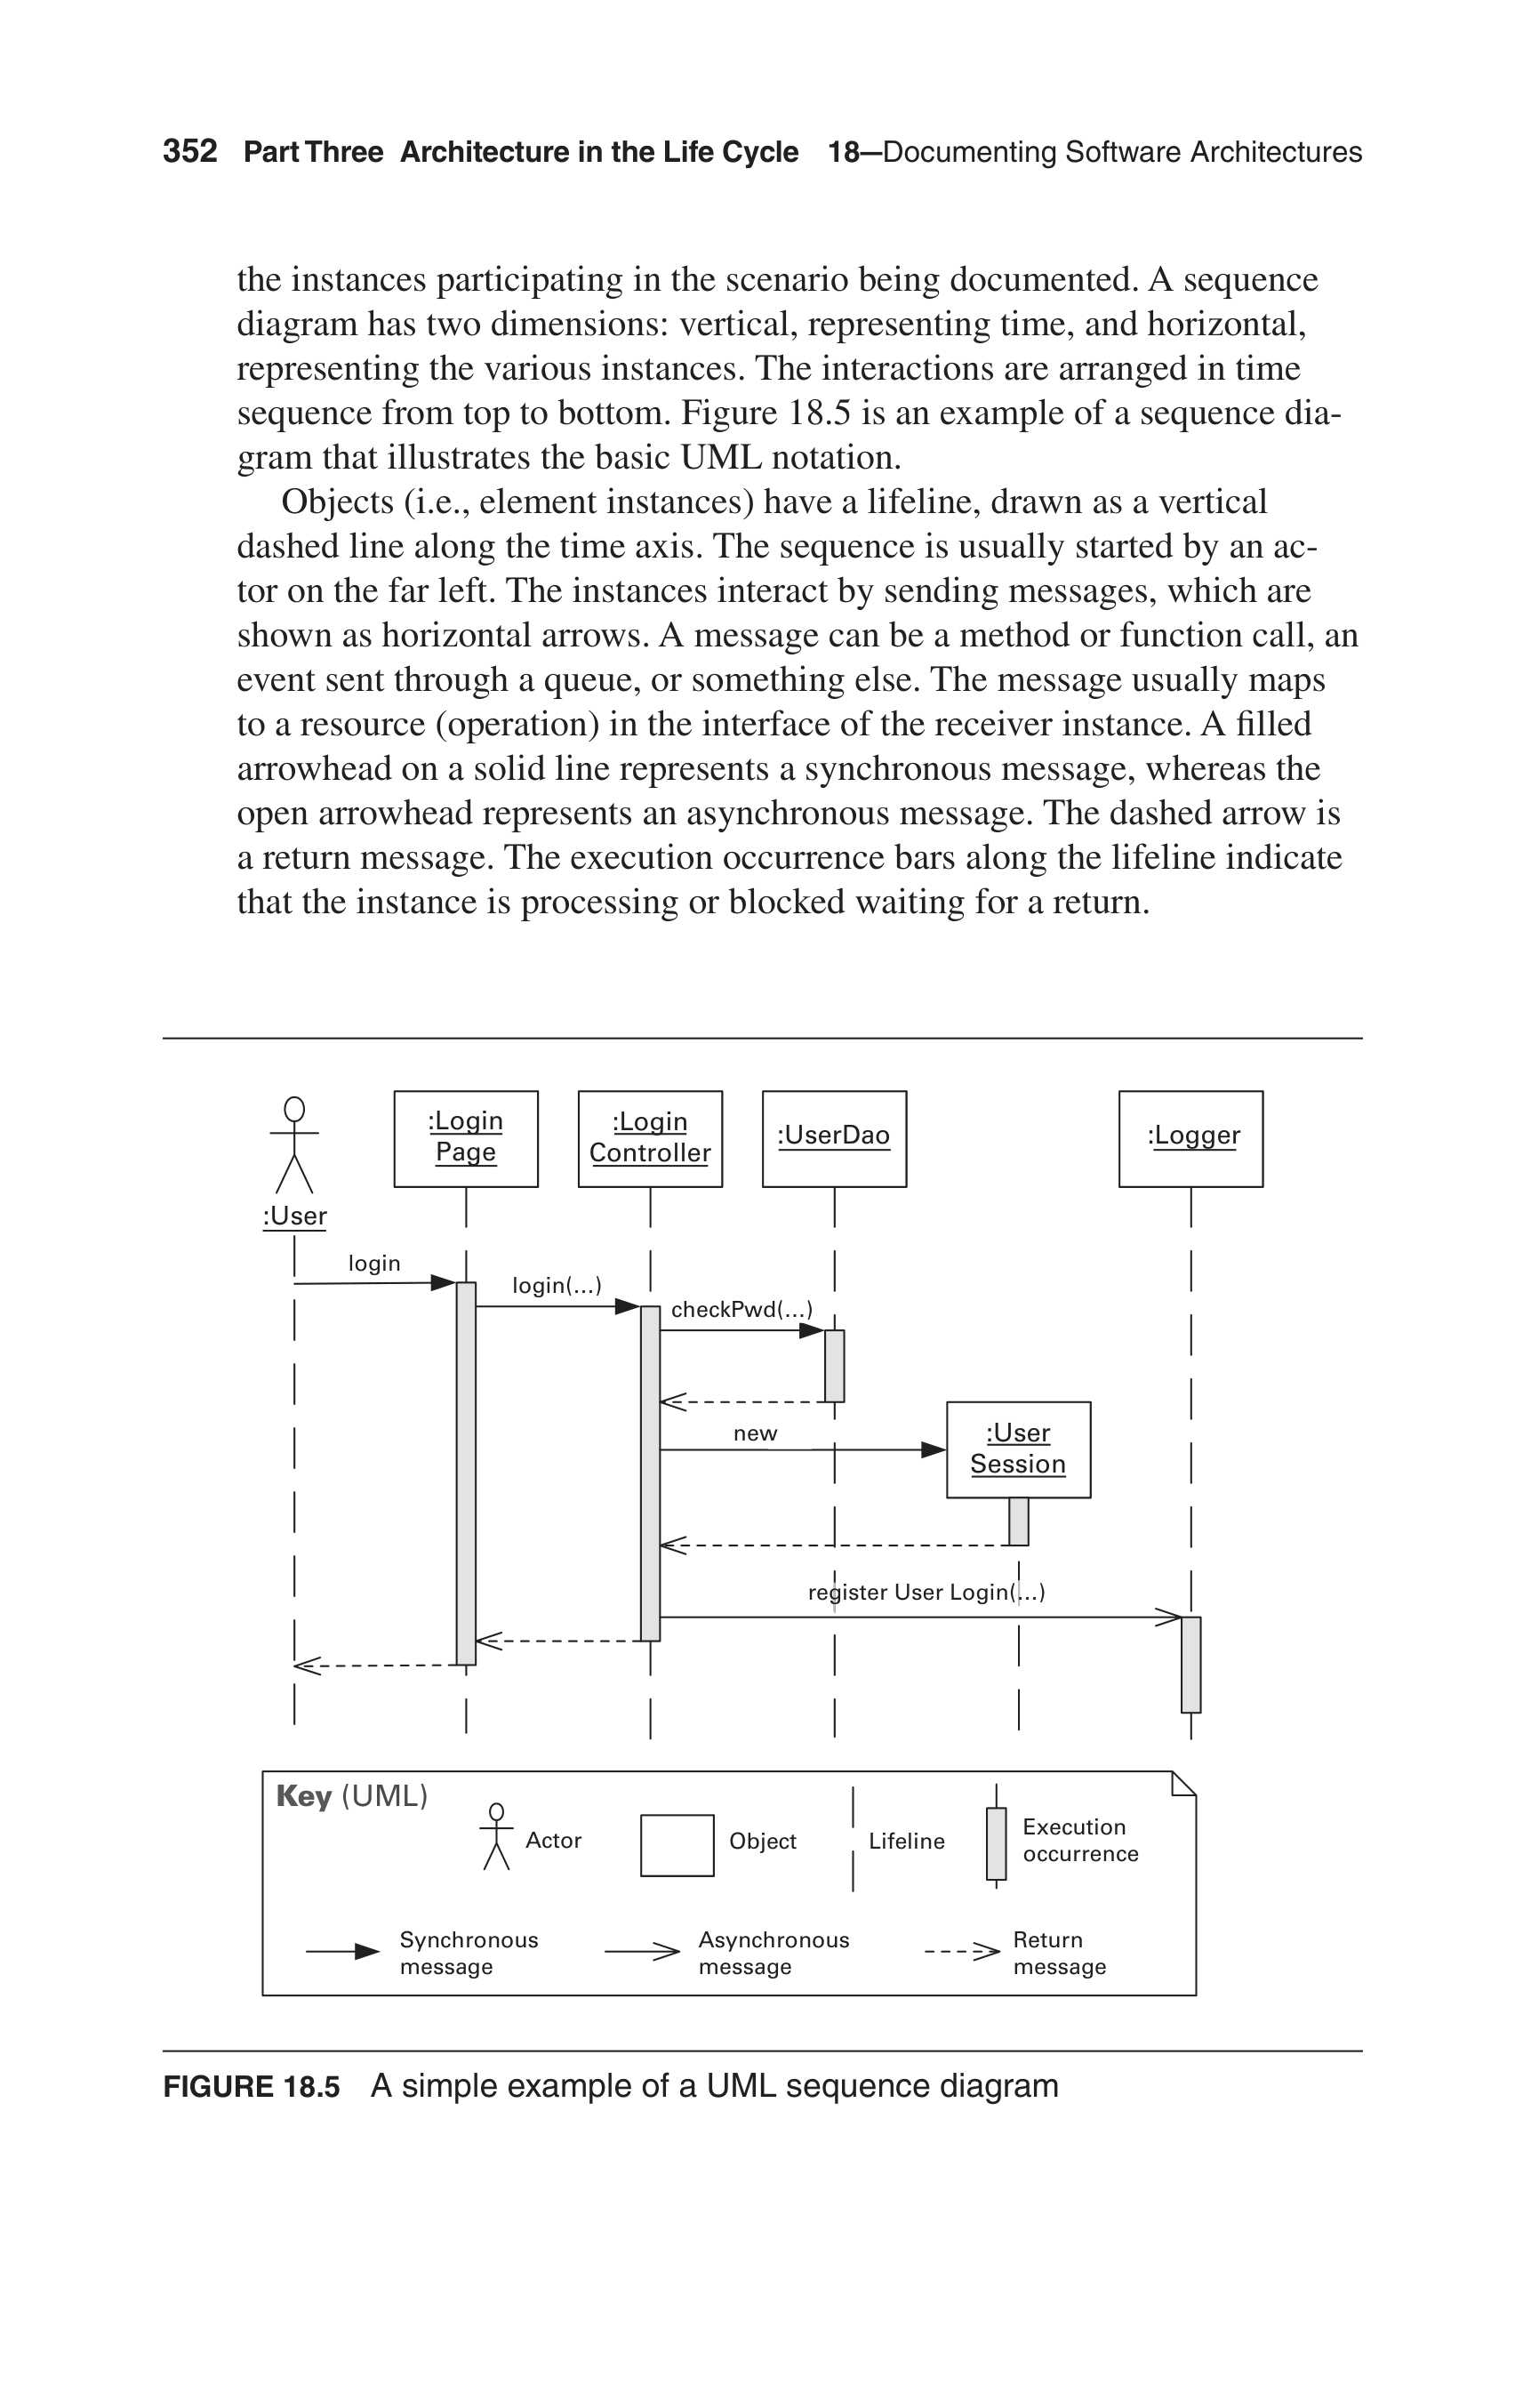 352 Part Three Architecture in the Life Cycle 18—Documenting Software Architectures
the instances participating in the scenario being documented. A sequence
diagram has two dimensions: vertical, representing time, and horizontal,
representing the various instances. The interactions are arranged in time
sequence from top to bottom. Figure 18.5 is an example of a sequence dia-
gram that illustrates the basic UML notation.
Objects (i.e., element instances) have a lifeline, drawn as a vertical
dashed line along the time axis. The sequence is usually started by an ac-
tor on the far left. The instances interact by sending messages, which are
shown as horizontal arrows. A message can be a method or function call, an
event sent through a queue, or something else. The message usually maps
to a resource (operation) in the interface of the receiver instance. A filled
arrowhead on a solid line represents a synchronous message, whereas the
open arrowhead represents an asynchronous message. The dashed arrow is
a return message. The execution occurrence bars along the lifeline indicate
that the instance is processing or blocked waiting for a return.
:User
:Login
Page
:Login
Controller
:UserDao
:Logger
login
login(...)
checkPwd(...)
new
:User
Session
register User Login(...)
Key (UML)
Actor
Object
Lifeline
Execution
occurrence
Synchronous
message
Asynchronous
message
Return
message
FIGURE 18.5 A simple example of a UML sequence diagram